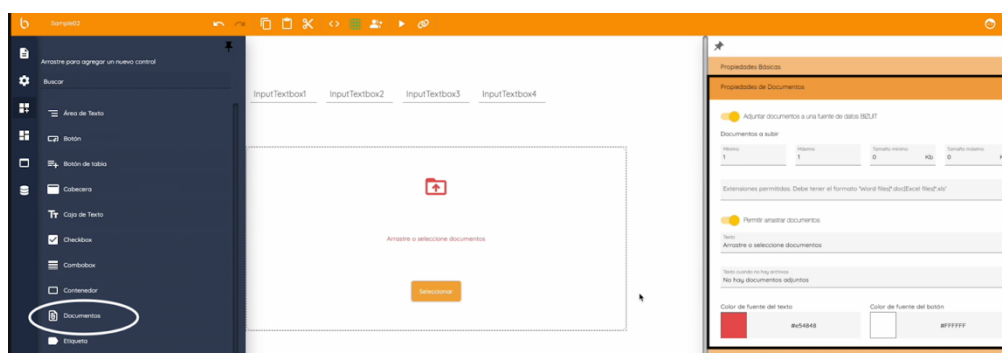 Sample02
Arrastre para agregar un nuevo control
Buscar
Área de Texto
Botón
Botón de tabla
Cabecera
Caja de Texto
Checkbox
Combobox
Contenedor
Documentos
Etiqueta
InputTextbox1 InputTextbox2 InputTextbox3 InputTextbox4
Arrastre o seleccione documentos
Seleccionar
Propiedades Básicas
Propiedades de Documentos
Adjuntar documentos a una fuente de datos BIZUIT
Documentos a subir
Mínimo Máximo Tamaño mínimo Tamaño máximo
1 1 0 Kb 0
Extensiones permitidas. Debe tener el formato 'Word files|*.doc|Excel files|*.xls'
Permitir arrastrar documentos
Texto
Arrastre o seleccione documentos
Texto cuando no hay archivos
No hay documentos adjuntos
Color de fuente del texto Color de fuente del botón
#e54848 #FFFFFF